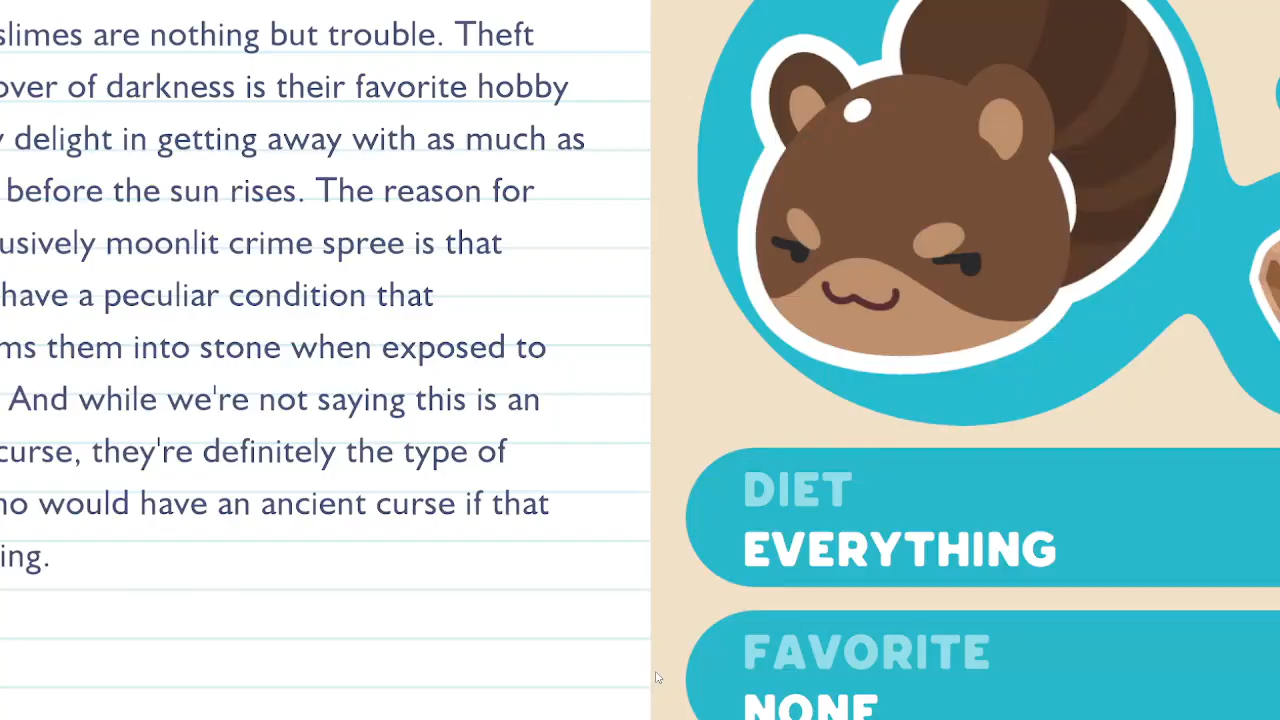 slimes are nothing but trouble. Theft
over of darkness is their favorite hobby
y delight in getting away with as much as
before the sun rises. The reason for
usively moonlit crime spree is that
have a peculiar condition that
ms them into stone when exposed to
And while we're not saying this is an
curse, they're definitely the type of
ho would have an ancient curse if that
ing.
DIET
EVERYTHING
FAVORITE
NONE